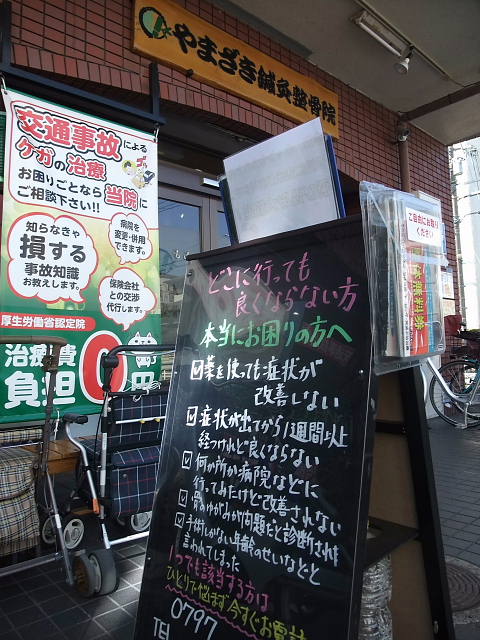 やまざき鍼灸整骨院
交通事故による
ケガの治療
お困りごとなら当院に
ご相談下さい!!
知らなきゃ
損する
事故知識
お教えします。
病院を
変更・併用
できます。
保険会社
との交渉
代行します。
厚生労働省認定院
治療費
負担0円
ご自由にお取り
ください
どこに行っても
良くならない方
本当にお困りの方へ
☑薬を使っても症状が
改善しない
☑症状が出てから1週間以上
経つけれど良くならない
☑何か所か病院などに
行ってみたけど改善されない
☑骨のゆがみが問題だと診断された
☑手術しかない、年齢のせいなどと
言われてしまった
1つでも該当する方は
ひとりで悩まず今すぐお電話
TEL 0797